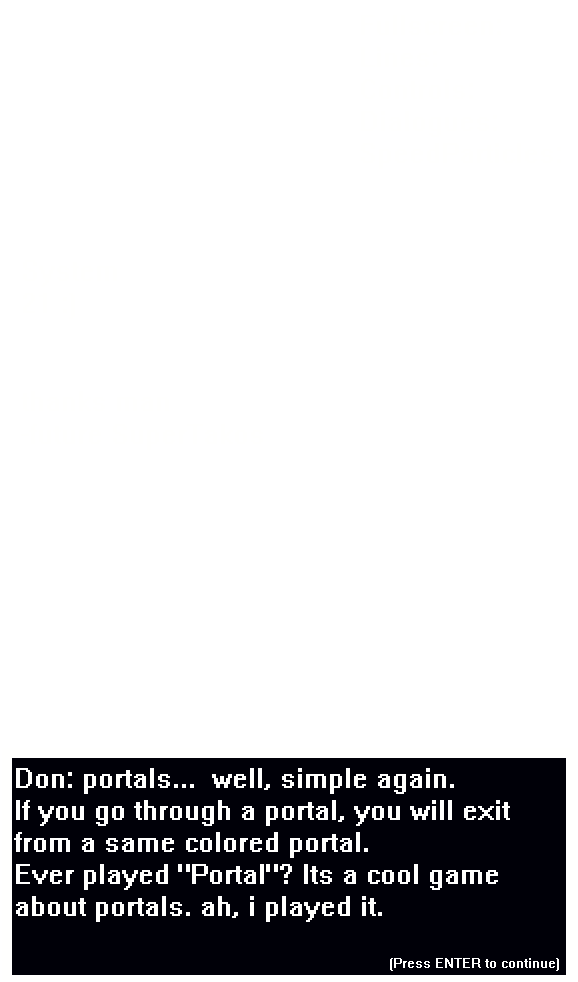 Don: portals...  well, simple again.
If you go through a portal, you will exit
from a same colored portal.
Ever played "Portal"? Its a cool game
about portals. ah, i played it.
(Press ENTER to continue)